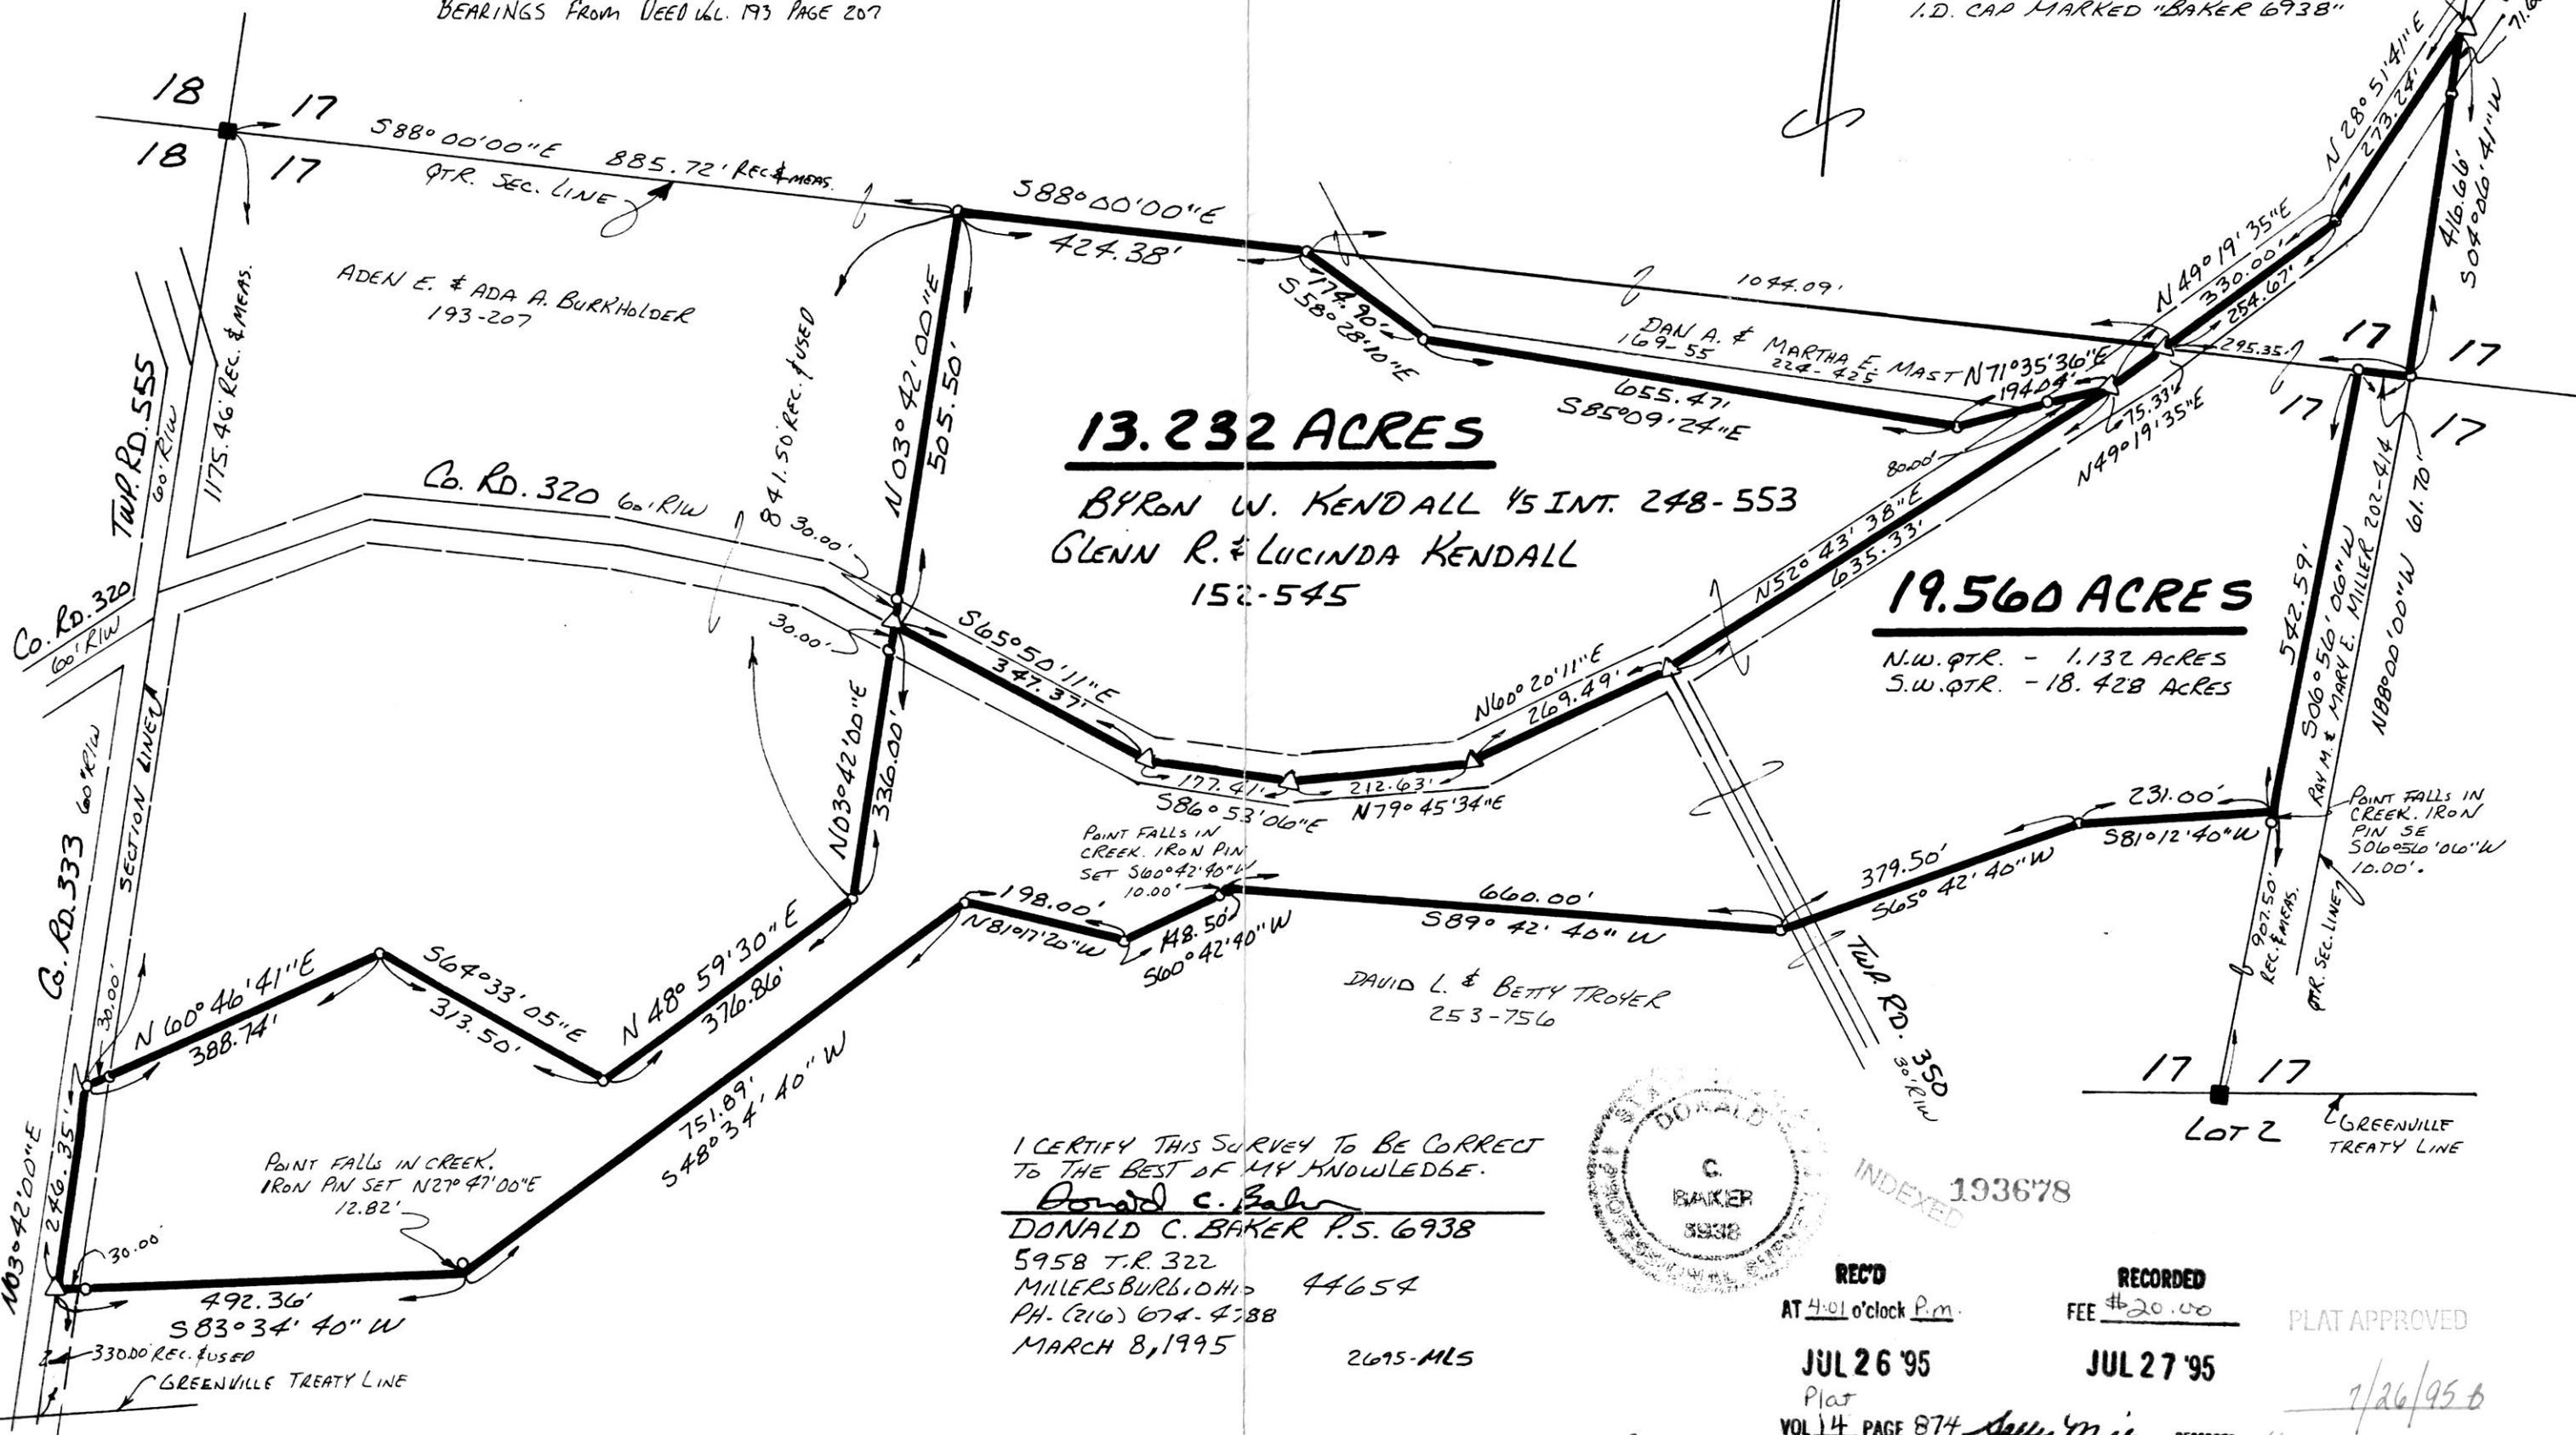 BEARINGS FROM DEED VOL. 193 PAGE 207
I.D. CAP MARKED "BAKER 6938"
18
17
18
17
S88°00'00"E
885.72' REC & MEAS.
QTR. SEC. LINE
S88°00'00"E
424.38'
ADEN E. & ADA A. BURKHOLDER
193-207
TWP. RD. 555
60' R/W
1175.46 REC. & MEAS.
841.50 REC. & USED
N03°42'00"E
505.50'
174.90'
S58°28'10"E
1044.09'
DAN A. & MARTHA E. MAST
169-55
224-425
N71°35'36"E
194.04'
655.47'
S85°09'24"E
N49°19'35"E
330.00'
254.67'
N 28°51'41"E
273.24'
416.66'
S04°06'41"W
295.35'
17
17
17
17
75.33'
N49°19'35"E
80.00'
13.232 ACRES
BYRON W. KENDALL 1/5 INT. 248-553
GLENN R. & LUCINDA KENDALL
152-545
Co. RD. 320 60' R/W
30.00'
Co. RD. 320
60' R/W
30.00'
S65°50'11"E
347.37'
N52°43'38"E
635.33'
N60°20'11"E
269.49'
177.41'
S86°53'06"E
212.63'
N79°45'34"E
19.560 ACRES
N.W. QTR. - 1.132 ACRES
S.W. QTR. - 18.428 ACRES
542.59'
S06°56'06"W
RAY M. & MARY E. MILLER 202-414
N88°00'00"W 61.70'
N03°42'00"E
336.00'
POINT FALLS IN
CREEK. IRON PIN
SET S60°42'40"W
10.00'
231.00'
S81°12'40"W
POINT FALLS IN
CREEK. IRON
PIN SE
S06°56'06"W
10.00'.
379.50'
S65°42'40"W
660.00'
S89°42'40"W
198.00'
N81°17'20"W
148.50'
S60°42'40"W
907.50'
REC. & MEAS.
QTR. SEC. LINE
DAVID L. & BETTY TROYER
253-756
TWP. RD. 350
30' R/W
Co. RD. 333 60' R/W
SECTION LINE
30.00'
N 60°46'41"E
388.74'
S64°33'05"E
313.50'
N 48°59'30"E
376.86'
751.89'
S48°34'40"W
N03°42'00"E
246.35'
POINT FALLS IN CREEK.
IRON PIN SET N27°47'00"E
12.82'
30.00'
492.36'
S83°34'40"W
330.00 REC. & USED
GREENVILLE TREATY LINE
17
17
LOT 2
GREENVILLE
TREATY LINE
I CERTIFY THIS SURVEY TO BE CORRECT
TO THE BEST OF MY KNOWLEDGE.
Donald C. Baker
DONALD C. BAKER P.S. 6938
5958 T.R. 322
MILLERSBURG, OHIO 44654
PH- (216) 674-4788
MARCH 8, 1995
2695-MLS
DONALD
C.
BAKER
6938
INDEXED
193678
REC'D
AT 4:01 o'clock P.m.
JUL 26 '95
Plat
VOL 14 PAGE 874
RECORDED
FEE $20.00
JUL 27 '95
PLAT APPROVED
7/26/95